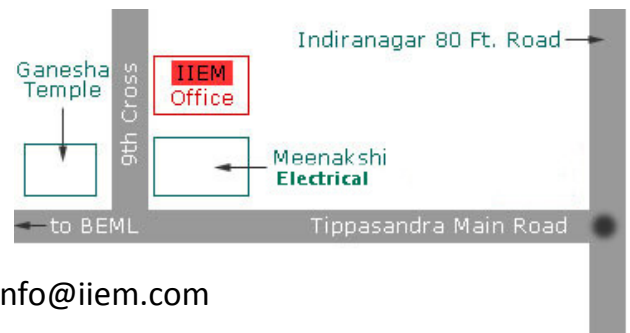 Indiranagar 80 Ft. Road
Ganesha
Temple
9th Cross
IIEM
Office
Meenakshi
Electrical
to BEML
Tippasandra Main Road
nfo@iiem.com